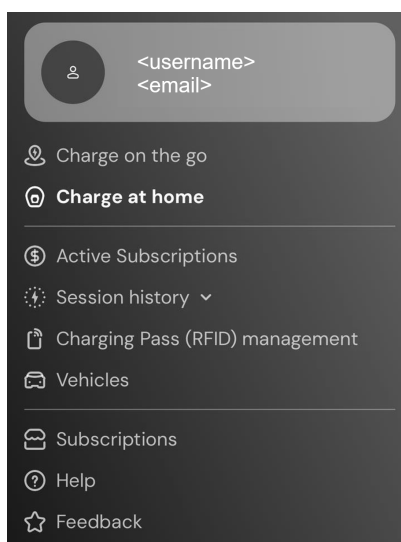 <username>
<email>
Charge on the go
Charge at home
Active Subscriptions
Session history
Charging Pass (RFID) management
Vehicles
Subscriptions
Help
Feedback